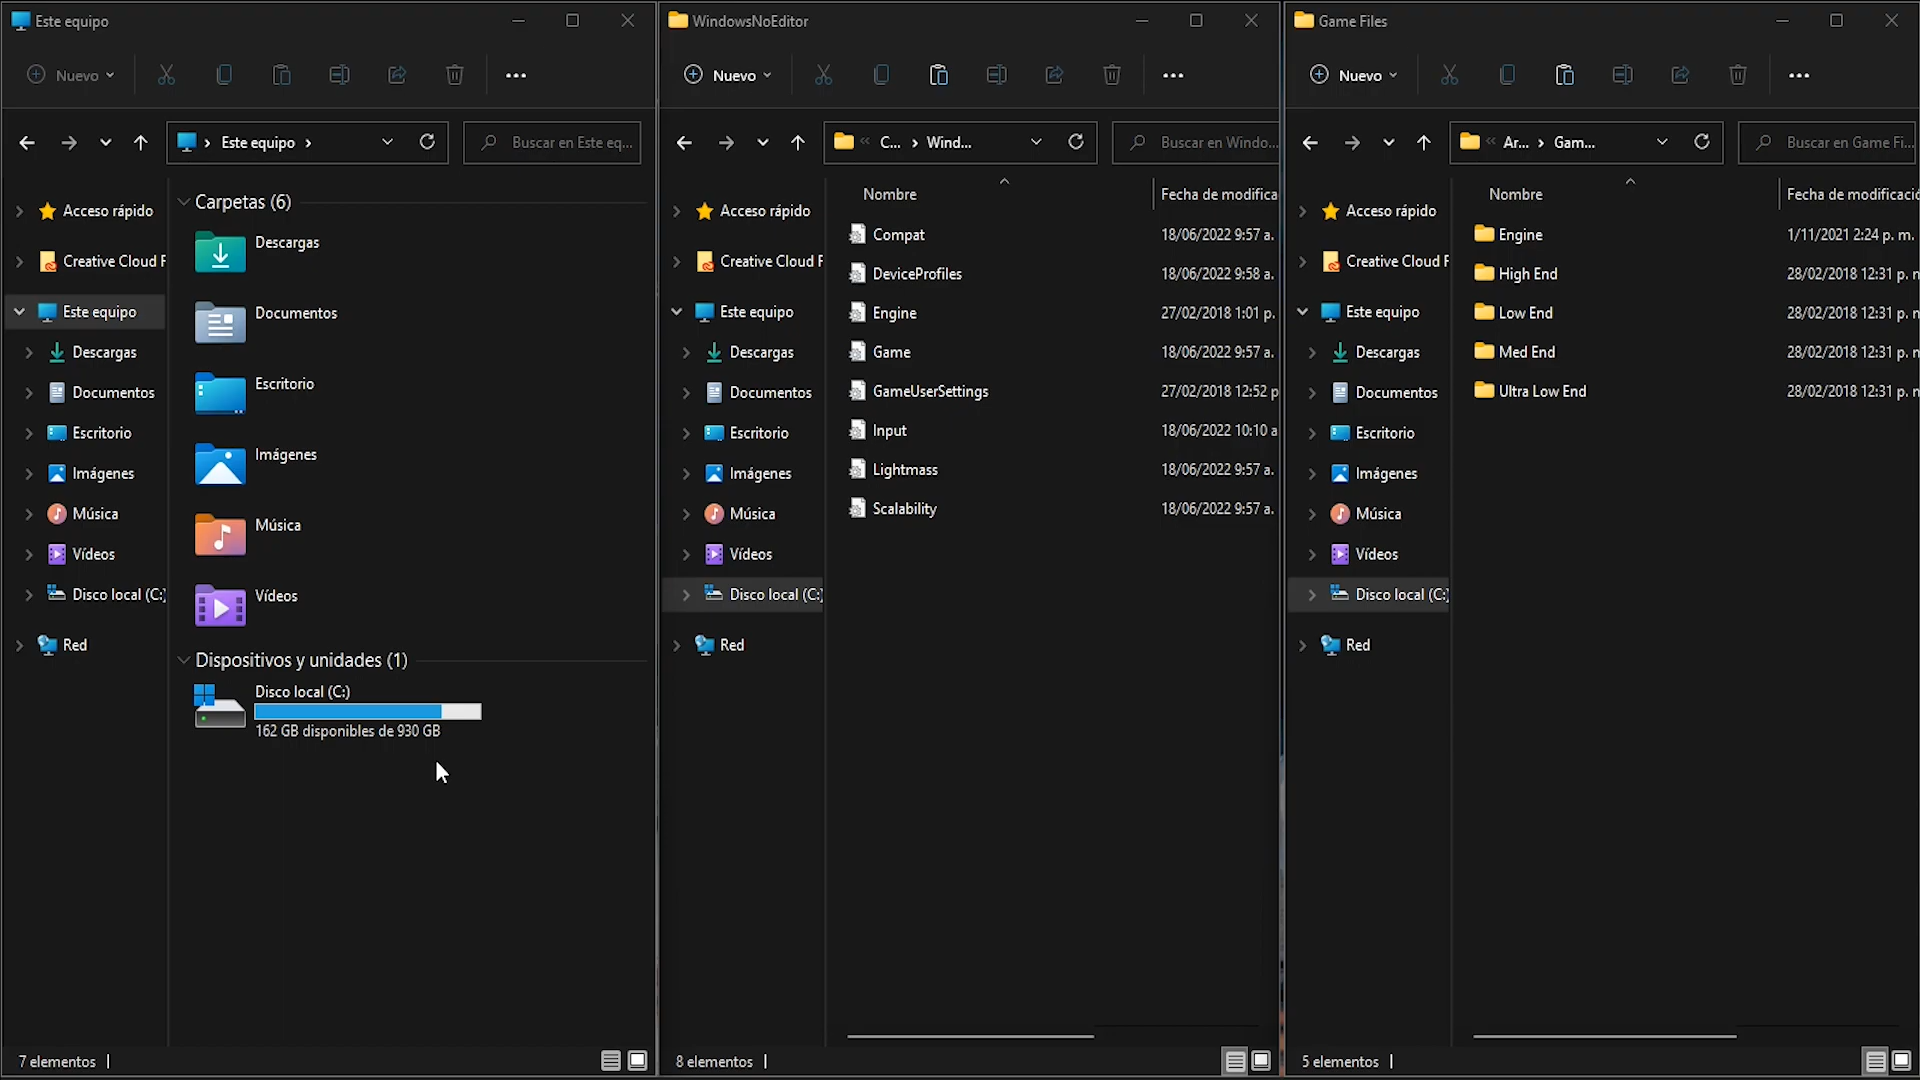 Este equipo
Nuevo
Este equipo
Buscar en Este eq...
Acceso rápido
Creative Cloud F
Este equipo
Descargas
Documentos
Escritorio
Imágenes
Música
Vídeos
Disco local (C:)
Red
Carpetas (6)
Descargas
Documentos
Escritorio
Imágenes
Música
Vídeos
Dispositivos y unidades (1)
Disco local (C:)
162 GB disponibles de 930 GB
7 elementos
WindowsNoEditor
Nuevo
C... Wind...
Buscar en Windo...
Acceso rápido
Creative Cloud F
Este equipo
Descargas
Documentos
Escritorio
Imágenes
Música
Vídeos
Disco local (C:)
Red
Nombre Fecha de modifica
Compat 18/06/2022 9:57 a.
DeviceProfiles 18/06/2022 9:58 a.
Engine 27/02/2018 1:01 p.
Game 18/06/2022 9:57 a.
GameUserSettings 27/02/2018 12:52 p
Input 18/06/2022 10:10 a
Lightmass 18/06/2022 9:57 a.
Scalability 18/06/2022 9:57 a.
8 elementos
Game Files
Nuevo
Ar... Gam...
Buscar en Game Fi...
Acceso rápido
Creative Cloud F
Este equipo
Descargas
Documentos
Escritorio
Imágenes
Música
Vídeos
Disco local (C:)
Red
Nombre Fecha de modificació
Engine 1/11/2021 2:24 p. m.
High End 28/02/2018 12:31 p. n
Low End 28/02/2018 12:31 p. n
Med End 28/02/2018 12:31 p. n
Ultra Low End 28/02/2018 12:31 p. n
5 elementos